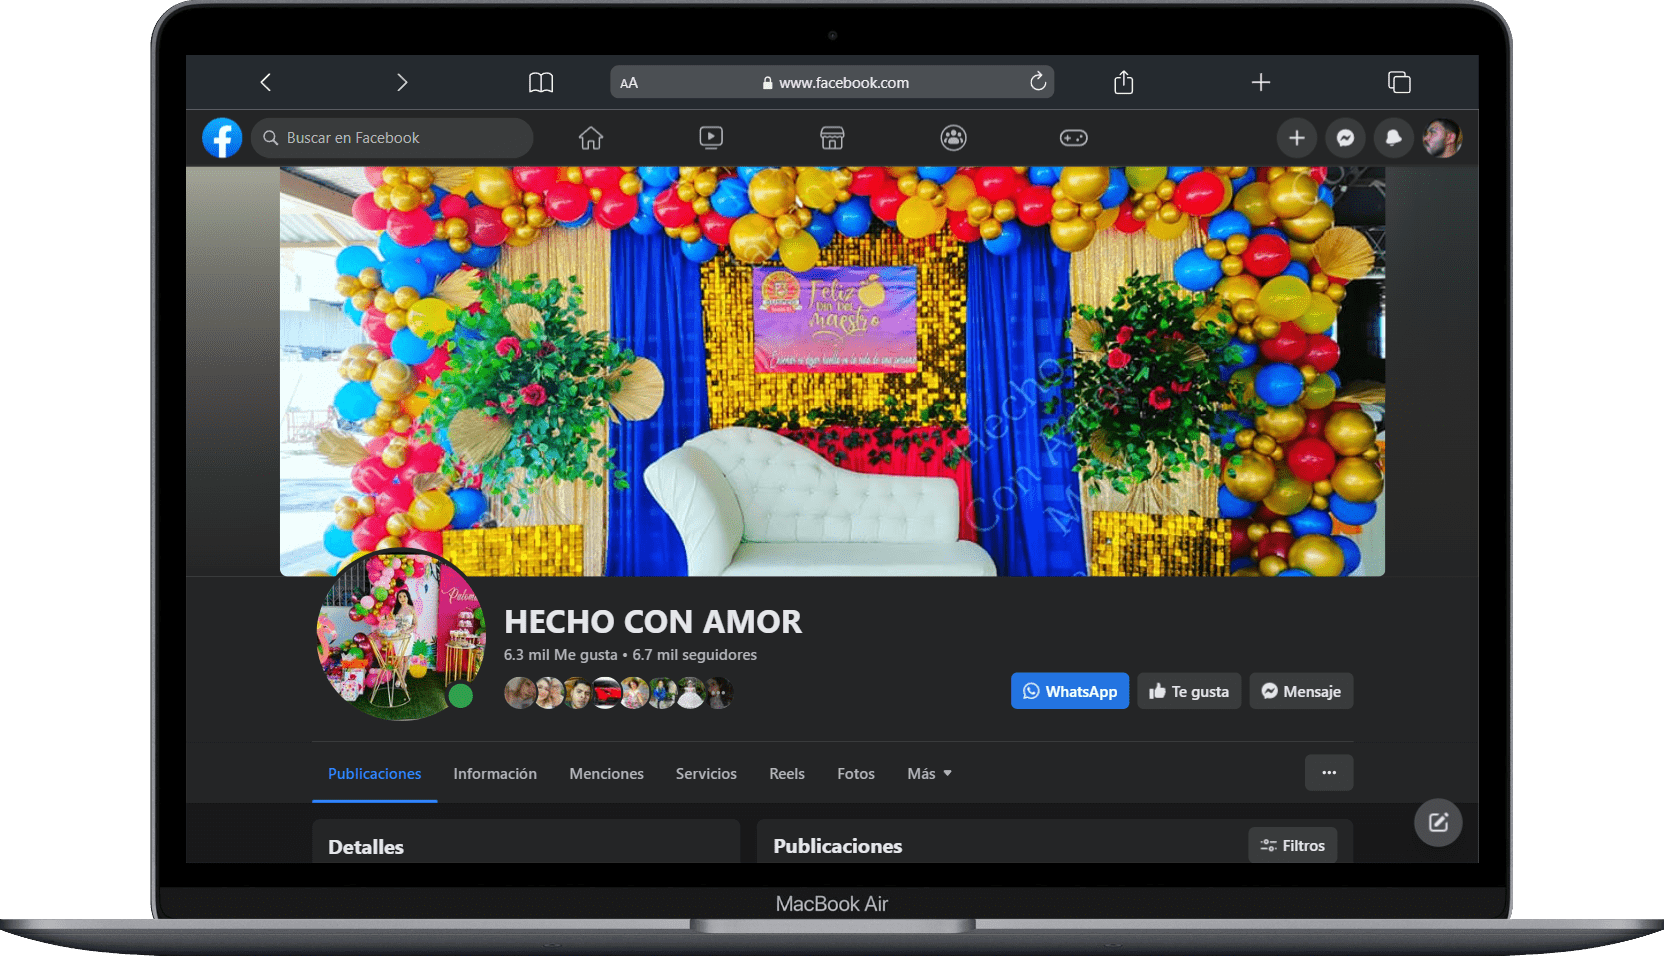 AA
www.facebook.com
Buscar en Facebook
Feliz
DIA DEL
maestro
Hecho
Con Amor
Paloma
HECHO CON AMOR
6.3 mil Me gusta • 6.7 mil seguidores
WhatsApp
Te gusta
Mensaje
Publicaciones
Información
Menciones
Servicios
Reels
Fotos
Más
Detalles
Publicaciones
Filtros
MacBook Air